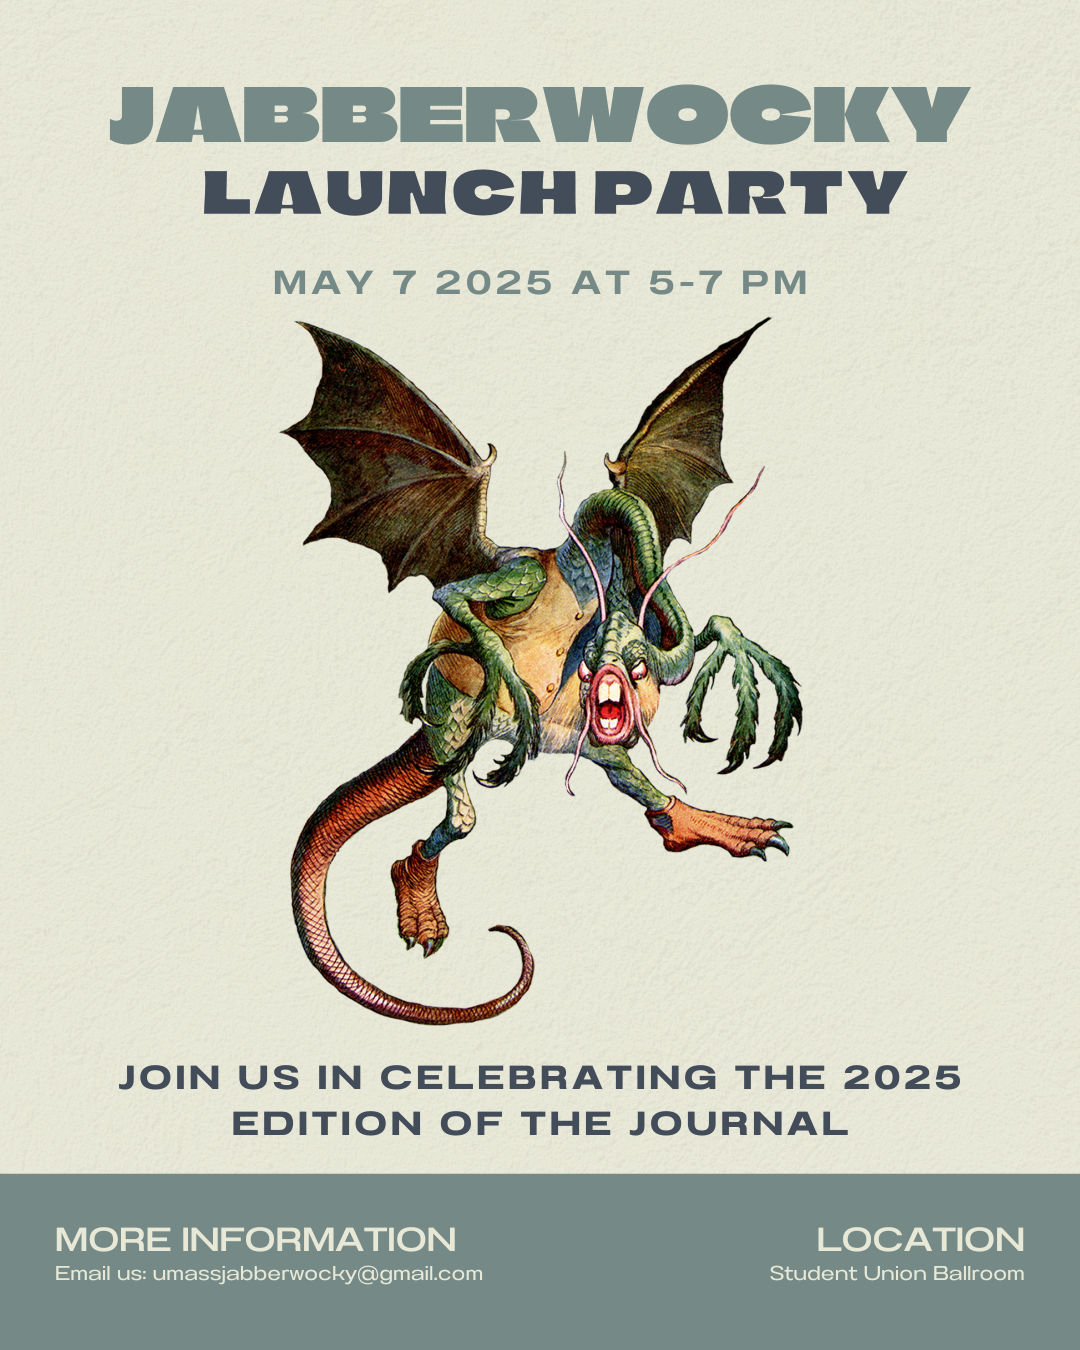 JABBERWOCKY
LAUNCH PARTY
MAY 7 2025 AT 5-7 PM
JOIN US IN CELEBRATING THE 2025
EDITION OF THE JOURNAL
MORE INFORMATION
Email us: umassjabberwocky@gmail.com
LOCATION
Student Union Ballroom